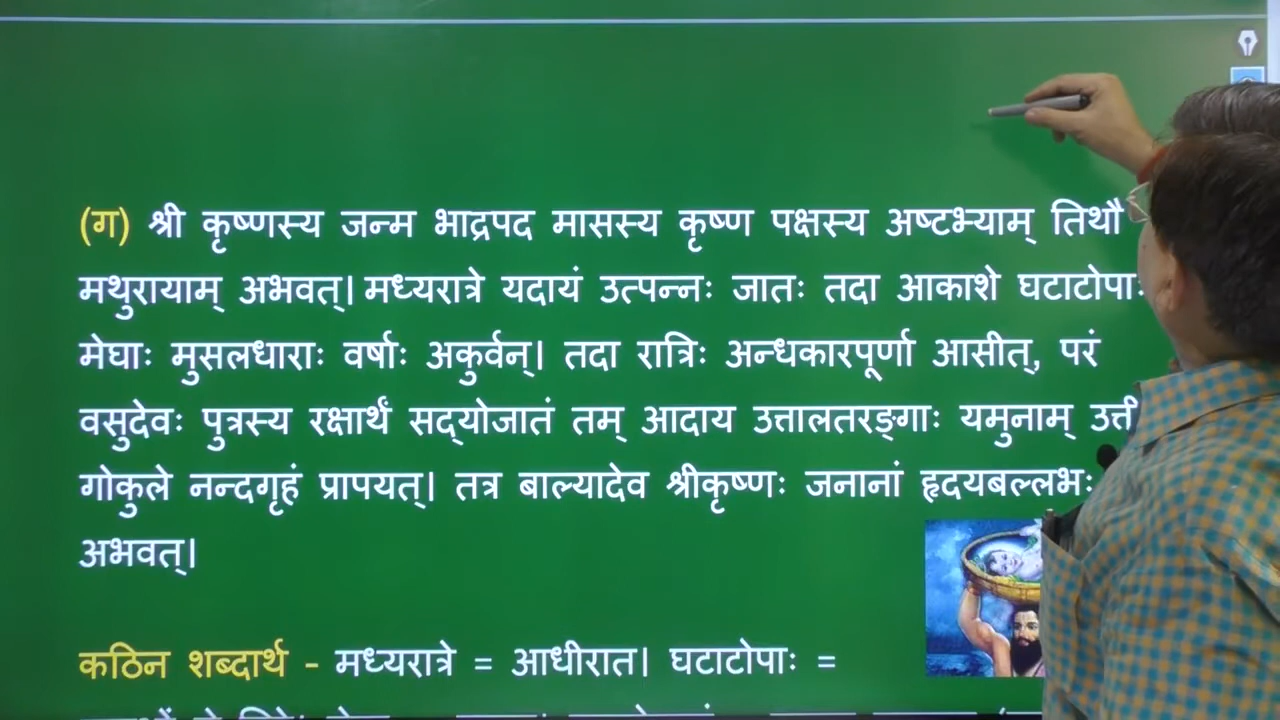 (ग) श्री कृष्णस्य जन्म भाद्रपद मासस्य कृष्ण पक्षस्य अष्टभ्याम् तिथौ
मथुरायाम् अभवत्। मध्यरात्रे यदायं उत्पन्नः जातः तदा आकाशे घटाटोपाः
मेघाः मुसलधाराः वर्षाः अकुर्वन्। तदा रात्रिः अन्धकारपूर्णा आसीत्, परं
वसुदेवः पुत्रस्य रक्षार्थं सद्योजातं तम् आदाय उत्तालतरङ्गाः यमुनाम्
गोकुले नन्दगृहं प्रापयत्। तत्र बाल्यादेव श्रीकृष्णः जनानां हृदयबल्लभः
अभवत्।
कठिन शब्दार्थ - मध्यरात्रे = आधीरात। घटाटोपाः =